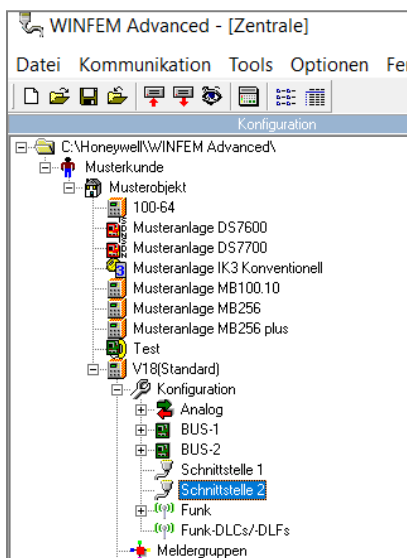 WINFEM Advanced - [Zentrale]
Datei Kommunikation Tools Optionen Fe
Konfiguration
C:\Honeywell\WINFEM Advanced\
Musterkunde
Musterobjekt
100-64
Musteranlage DS7600
Musteranlage DS7700
3 Musteranlage IK3 Konventionell
Musteranlage MB100.10
Musteranlage MB256
Musteranlage MB256 plus
Test
V18(Standard)
Konfiguration
Analog
BUS-1
BUS-2
Schnittstelle 1
Schnittstelle 2
Funk
Funk-DLCs/-DLFs
Meldergruppen